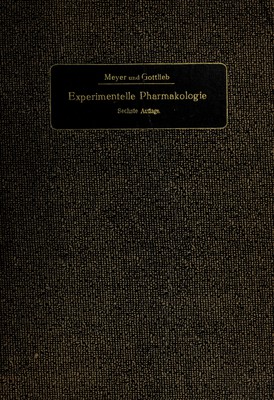 Meyer und Gottlieb
Experimentelle Pharmakologie
Sechste Auflage.